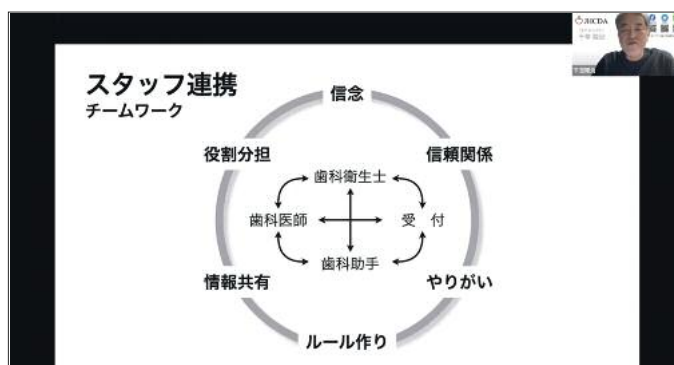 スタッフ連携
チームワーク
信念
役割分担
信頼関係
歯科衛生士
歯科医師
受 付
歯科助手
情報共有
やりがい
ルール作り
JHCDA